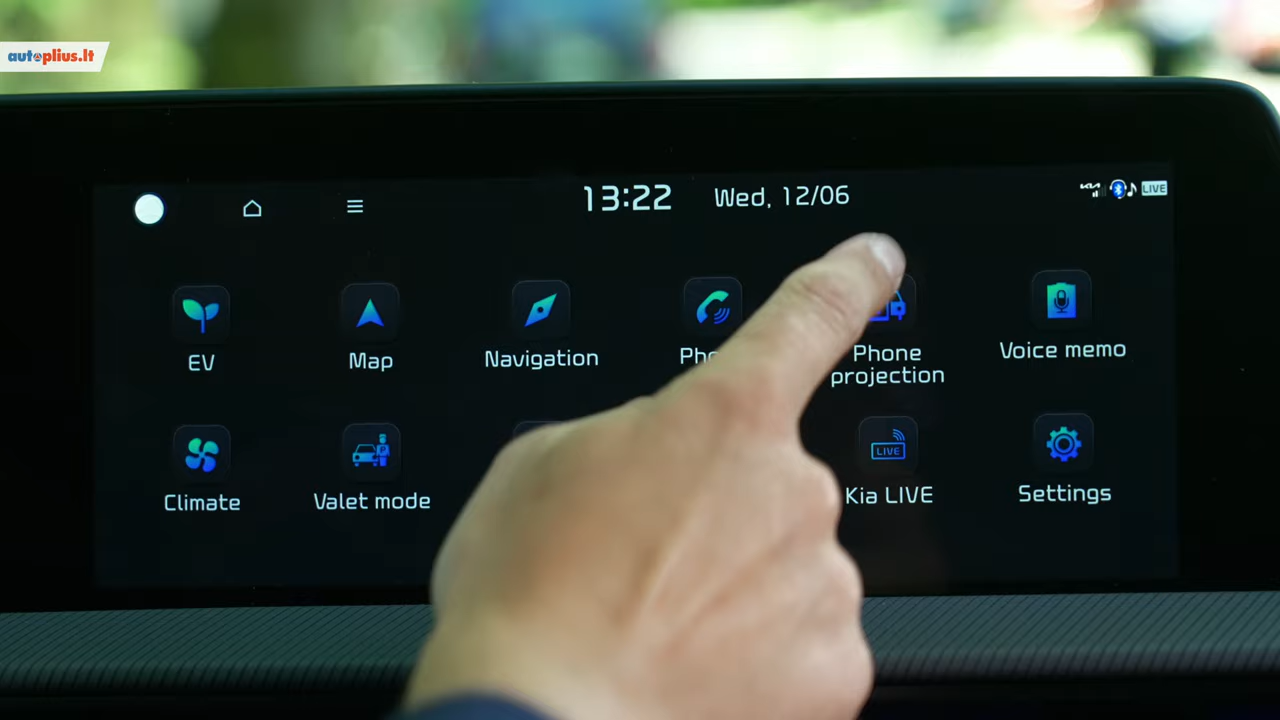 autoplius.lt
13:22 Wed, 12/06
LIVE
EV
Map
Navigation
Phone
projection
Voice memo
Climate
Valet mode
LIVE
Kia LIVE
Settings